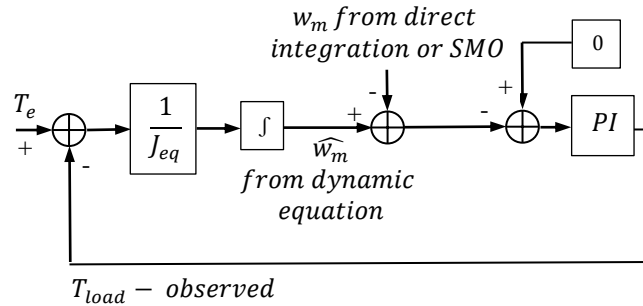 w_m from direct
integration or SMO
0
-
+
T_e
1
J_eq
∫
+
-
PI
+
-
ŵ_m
from dynamic
equation
T_load − observed